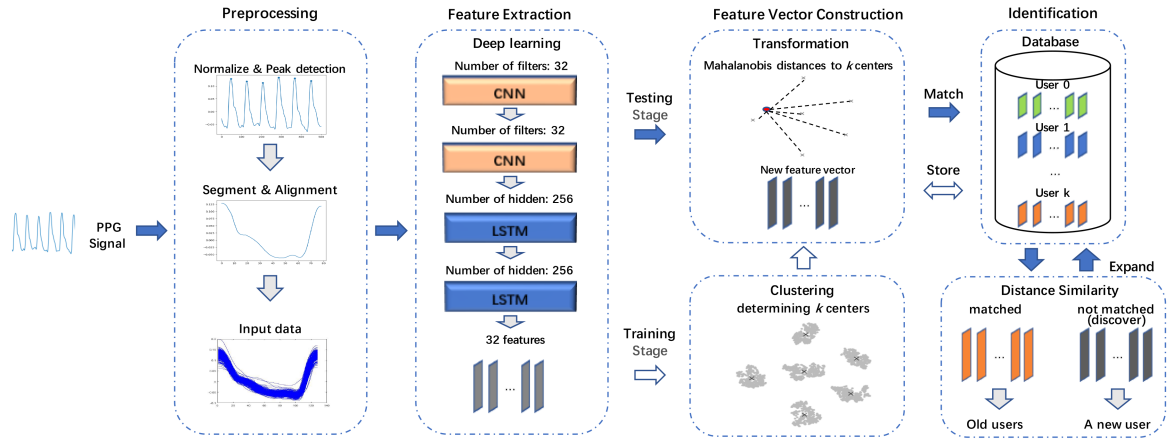 Preprocessing
Feature Extraction
Feature Vector Construction
Identification
Normalize & Peak detection
Segment & Alignment
Input data
PPG
Signal
Deep learning
Number of filters: 32
CNN
Number of filters: 32
CNN
Number of hidden: 256
LSTM
Number of hidden: 256
LSTM
32 features
...
Testing
Stage
Training
Stage
Transformation
Mahalanobis distances to k centers
New feature vector
...
Clustering
determining k centers
Match
Store
Database
User 0
...
User 1
...
...
User k
...
Expand
Distance Similarity
matched
...
Old users
not matched
(discover)
...
A new user